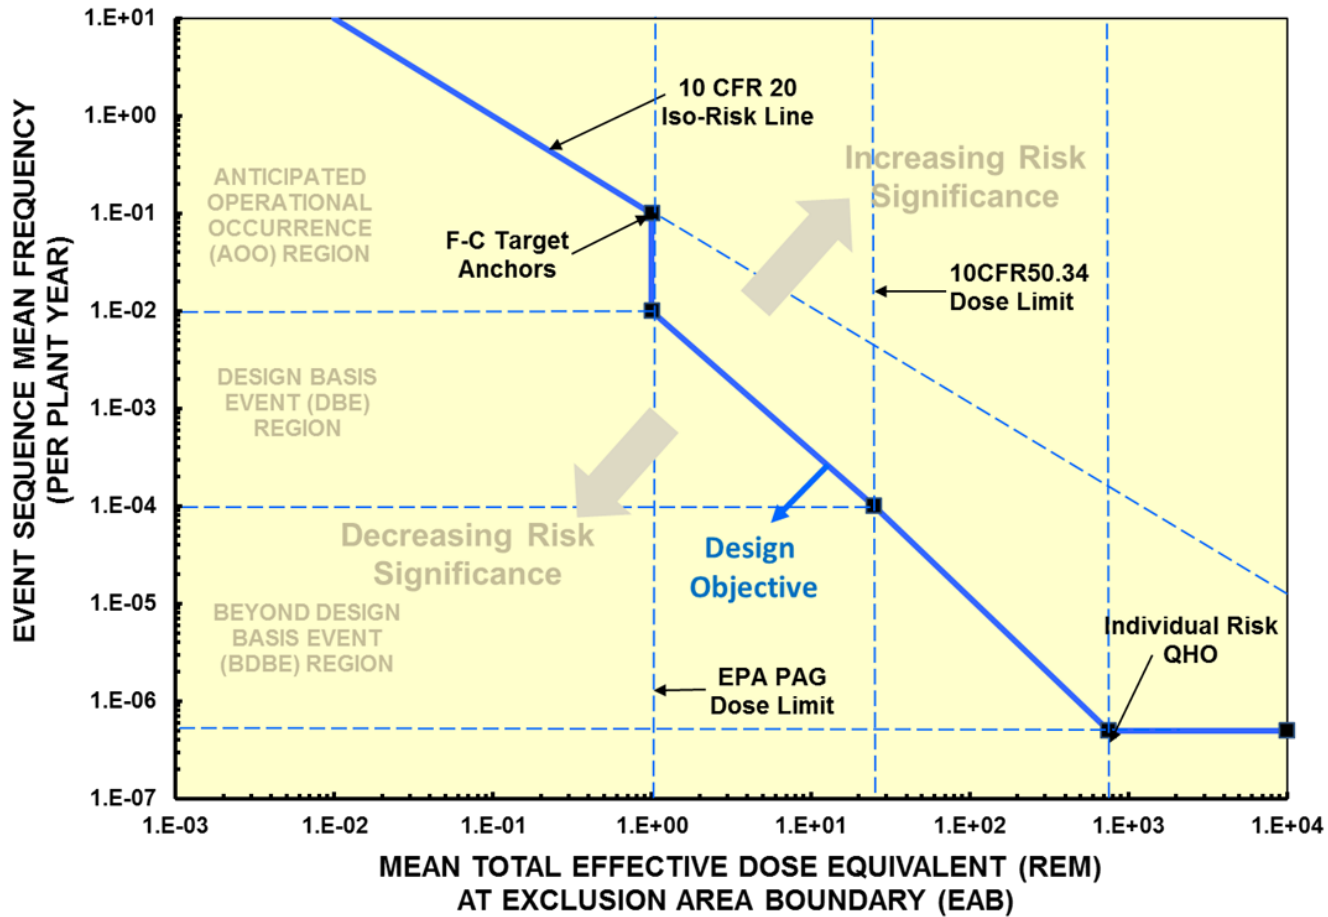 1.E+01
1.E+00
1.E-01
1.E-02
1.E-03
1.E-04
1.E-05
1.E-06
1.E-07
EVENT SEQUENCE MEAN FREQUENCY
(PER PLANT YEAR)
10 CFR 20
Iso-Risk Line
Increasing Risk
Significance
ANTICIPATED
OPERATIONAL
OCCURRENCE
(AOO) REGION
F-C Target
Anchors
10CFR50.34
Dose Limit
DESIGN BASIS
EVENT (DBE)
REGION
Decreasing Risk
Significance
Design
Objective
BEYOND DESIGN
BASIS EVENT
(BDBE) REGION
Individual Risk
QHO
EPA PAG
Dose Limit
1.E-03
1.E-02
1.E-01
1.E+00
1.E+01
1.E+02
1.E+03
1.E+04
MEAN TOTAL EFFECTIVE DOSE EQUIVALENT (REM)
AT EXCLUSION AREA BOUNDARY (EAB)